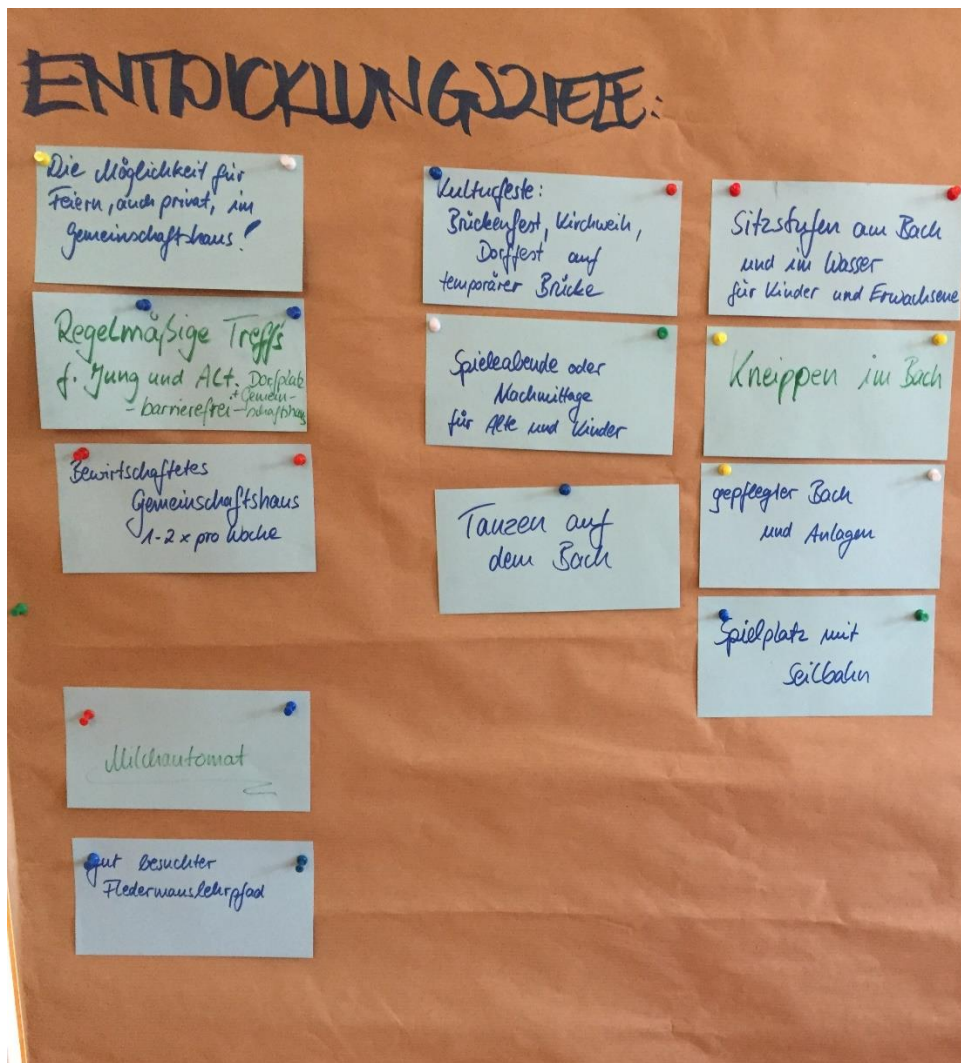 ENTWICKLUNGSZIELE:
Die Möglichkeit für
Feiern, auch privat, im
Gemeinschaftshaus!
Regelmäßige Treffs
f. Jung und Alt. Dorfplatz
+ Gemein-
- barrierefrei - schaftshaus
Bewirtschaftetes
Gemeinschaftshaus
1-2 x pro Woche
Milchautomat
gut besuchter
Fledermauslehrpfad
Kulturfeste:
Brückenfest, Kirchweih,
Dorffest auf
temporärer Brücke
Spieleabende oder
Nachmittage
für Alte und Kinder
Tanzen auf
dem Bach
Sitzstufen am Bach
und im Wasser
für Kinder und Erwachsene
Kneippen im Bach
gepflegter Bach
und Anlagen
Spielplatz mit
Seilbahn